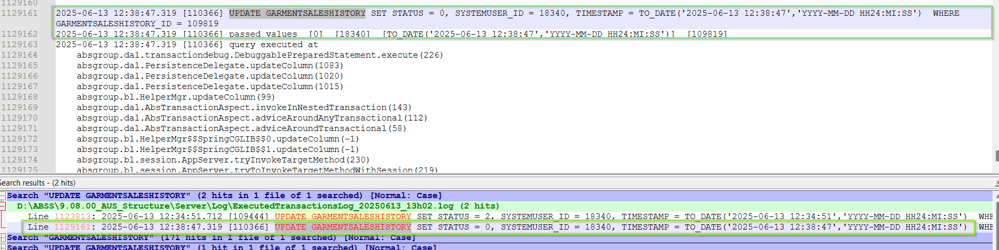 1129160
1129161 2025-06-13 12:38:47.319 [110366] UPDATE GARMENTSALESHISTORY SET STATUS = 0, SYSTEMUSER_ID = 18340, TIMESTAMP = TO_DATE('2025-06-13 12:38:47','YYYY-MM-DD HH24:MI:SS')  WHERE
GARMENTSALESHISTORY_ID = 109819
1129162 2025-06-13 12:38:47.319 [110366] passed values  [0]  [18340]  [TO_DATE('2025-06-13 12:38:47','YYYY-MM-DD HH24:MI:SS')]  [109819]
1129163 2025-06-13 12:38:47.319 [110366] query executed at
1129164 absgroup.dal.transactiondebug.DebuggablePreparedStatement.execute(226)
1129165 absgroup.dal.PersistenceDelegate.updateColumn(1083)
1129166 absgroup.dal.PersistenceDelegate.updateColumn(1020)
1129167 absgroup.dal.PersistenceDelegate.updateColumn(1015)
1129168 absgroup.bl.HelperMgr.updateColumn(99)
1129169 absgroup.dal.AbsTransactionAspect.invokeInNestedTransaction(143)
1129170 absgroup.dal.AbsTransactionAspect.adviceAroundAnyTransactional(112)
1129171 absgroup.dal.AbsTransactionAspect.adviceAroundTransactional(58)
1129172 absgroup.bl.HelperMgr$$SpringCGLIB$$0.updateColumn(-1)
1129173 absgroup.bl.HelperMgr$$SpringCGLIB$$1.updateColumn(-1)
1129174 absgroup.bl.session.AppServer.tryInvokeTargetMethod(230)
1129175 absgroup.bl.session.AppServer.tryToInvokeTargetMethodWithSession(219)
Search results - (2 hits)
Search "UPDATE GARMENTSALESHISTORY" (2 hits in 1 file of 1 searched) [Normal: Case]
D:\ABSS\9.08.00_AUS_Structure\Server\Log\ExecutedTransactionsLog_20250613_13h02.log (2 hits)
Line 1123813: 2025-06-13 12:34:51.712 [109444] UPDATE GARMENTSALESHISTORY SET STATUS = 2, SYSTEMUSER_ID = 18340, TIMESTAMP = TO_DATE('2025-06-13 12:34:51','YYYY-MM-DD HH24:MI:SS')  WHE
Line 1129161: 2025-06-13 12:38:47.319 [110366] UPDATE GARMENTSALESHISTORY SET STATUS = 0, SYSTEMUSER_ID = 18340, TIMESTAMP = TO_DATE('2025-06-13 12:38:47','YYYY-MM-DD HH24:MI:SS')  WHE
Search "GARMENTSALESHISTORY" (171 hits in 1 file of 1 searched) [Normal: Case]
Search "UPDATE GARMENTSALESHISTORY" (1 hit in 1 file of 1 searched) [Normal: Case]